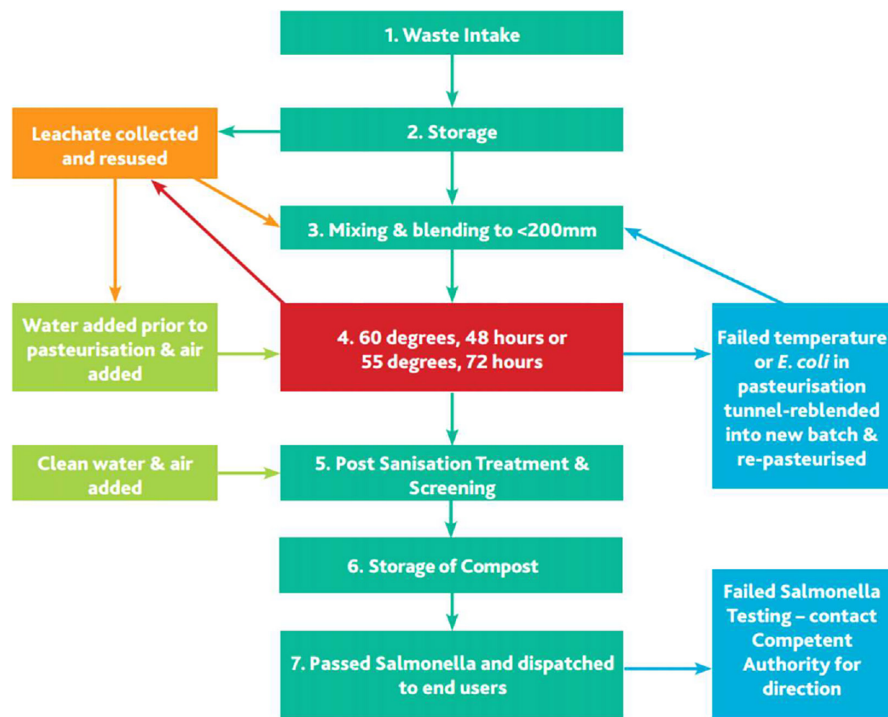 1. Waste Intake
Leachate collected
and resused
2. Storage
3. Mixing & blending to <200mm
Water added prior to
pasteurisation & air
added
4. 60 degrees, 48 hours or
55 degrees, 72 hours
Failed temperature
or E. coli in
pasteurisation
tunnel-reblended
into new batch &
re-pasteurised
Clean water & air
added
5. Post Sanisation Treatment &
Screening
6. Storage of Compost
7. Passed Salmonella and dispatched
to end users
Failed Salmonella
Testing – contact
Competent
Authority for
direction